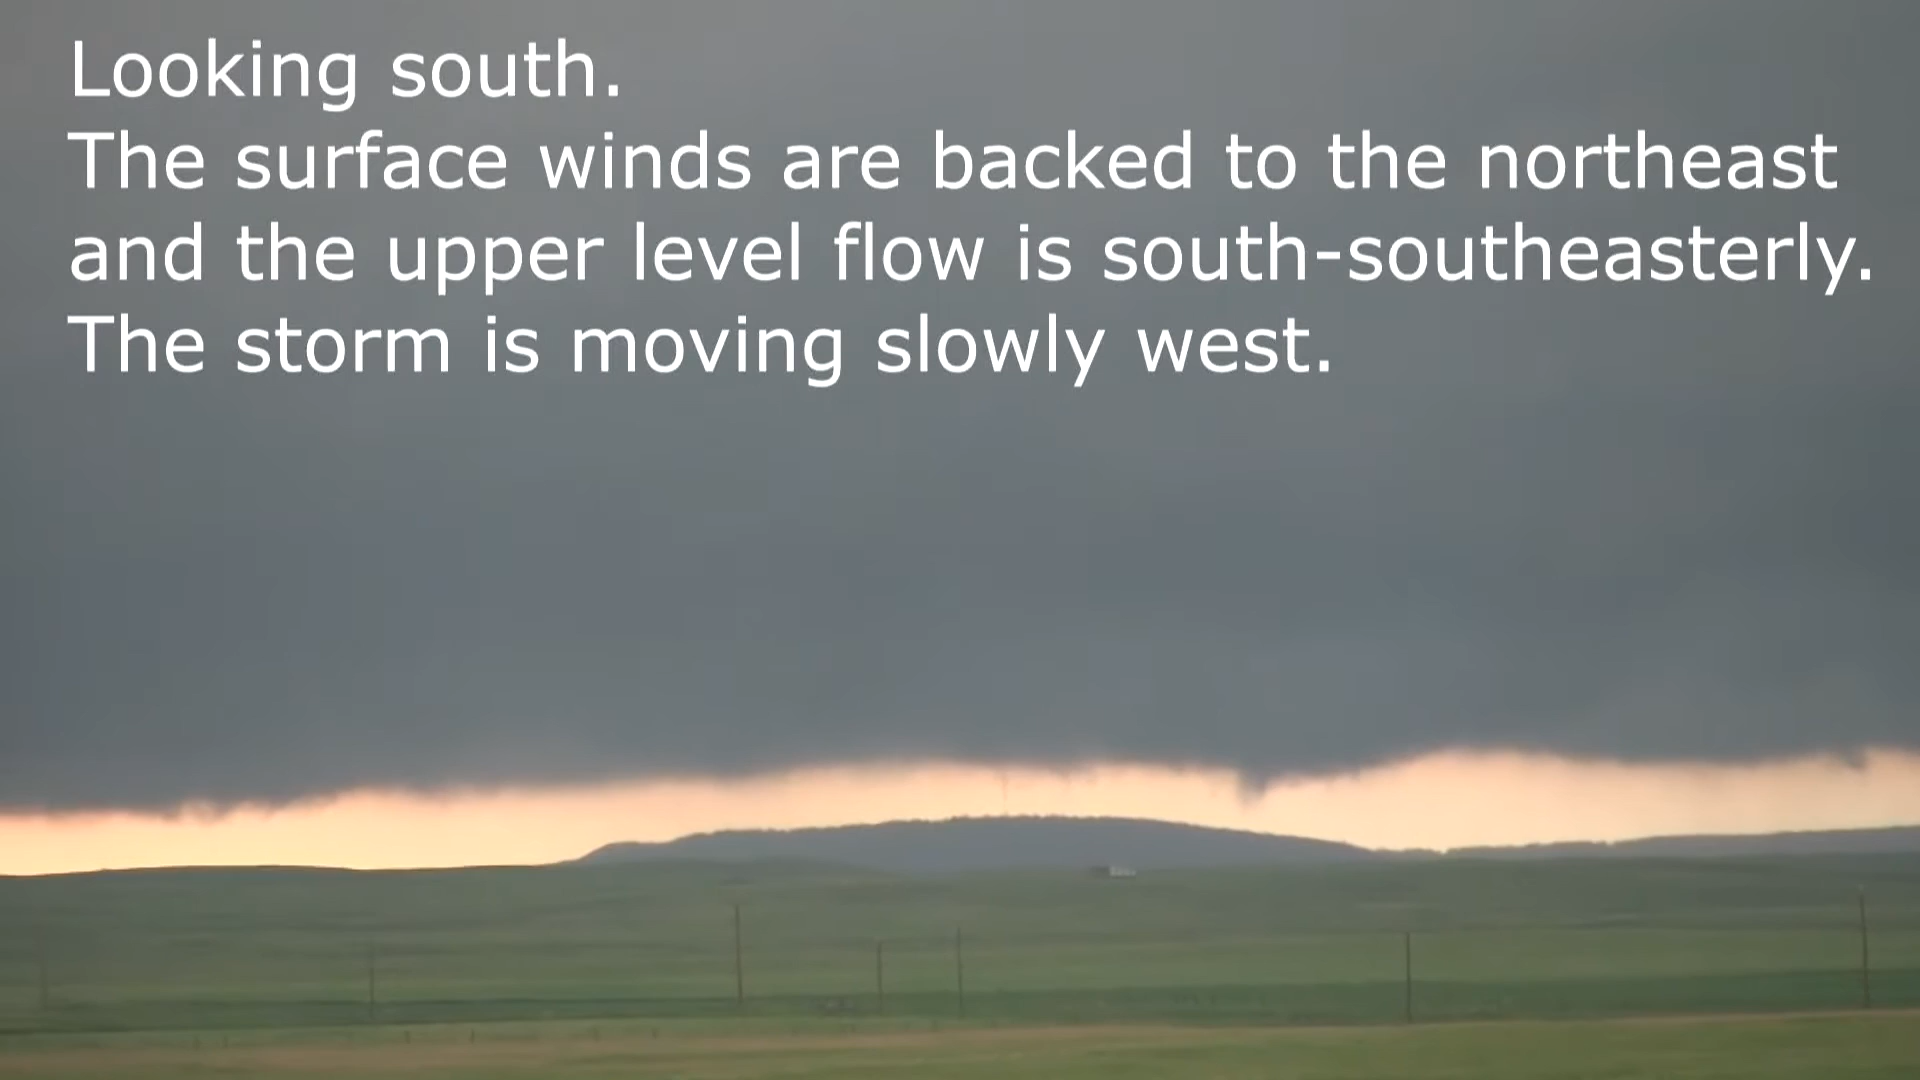 Looking south.
The surface winds are backed to the northeast
and the upper level flow is south-southeasterly.
The storm is moving slowly west.